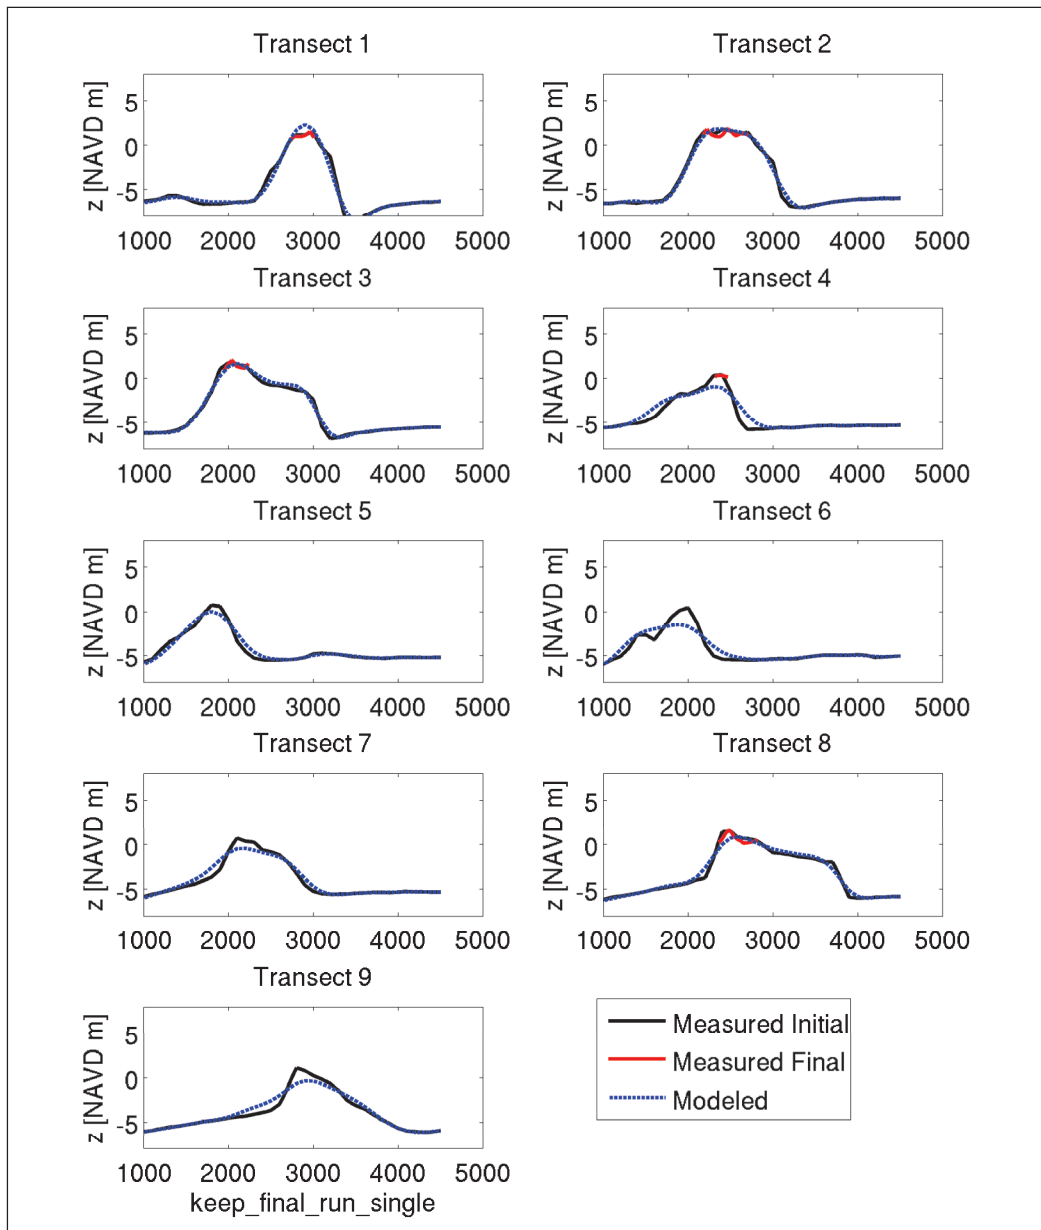 Transect 1
z [NAVD m]
5
0
-5
1000 2000 3000 4000 5000
Transect 2
z [NAVD m]
5
0
-5
1000 2000 3000 4000 5000
Transect 3
z [NAVD m]
5
0
-5
1000 2000 3000 4000 5000
Transect 4
z [NAVD m]
5
0
-5
1000 2000 3000 4000 5000
Transect 5
z [NAVD m]
5
0
-5
1000 2000 3000 4000 5000
Transect 6
z [NAVD m]
5
0
-5
1000 2000 3000 4000 5000
Transect 7
z [NAVD m]
5
0
-5
1000 2000 3000 4000 5000
Transect 8
z [NAVD m]
5
0
-5
1000 2000 3000 4000 5000
Transect 9
z [NAVD m]
5
0
-5
1000 2000 3000 4000 5000
keep_final_run_single
Measured Initial
Measured Final
Modeled